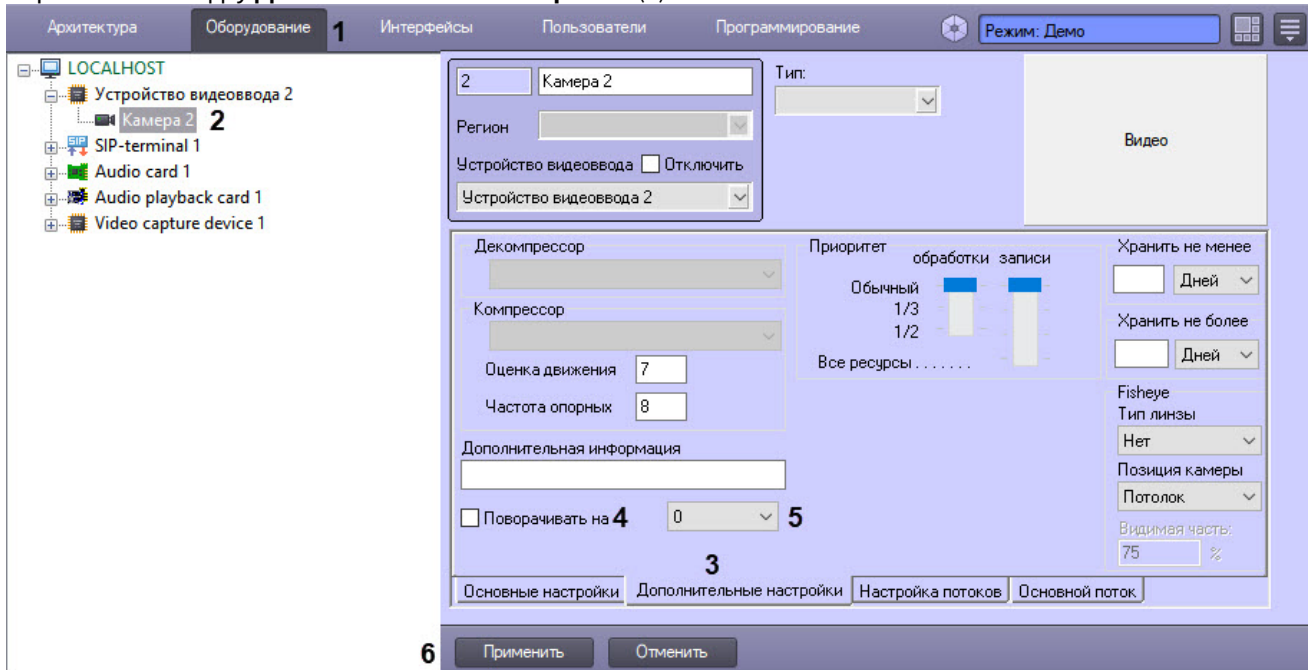 Архитектура Оборудование 1 Интерфейсы Пользователи Программирование Режим: Демо
LOCALHOST
Устройство видеоввода 2
Камера 2 2
SIP-terminal 1
Audio card 1
Audio playback card 1
Video capture device 1
2 Камера 2
Тип:
Регион
Устройство видеоввода Отключить
Устройство видеоввода 2
Видео
Декомпрессор
Компрессор
Оценка движения 7
Частота опорных 8
Дополнительная информация
Поворачивать на 4 0 5
Приоритет
обработки записи
Обычный
1/3
1/2
Все ресурсы . . . . . . .
Хранить не менее
Дней
Хранить не более
Дней
Fisheye
Тип линзы
Нет
Позиция камеры
Потолок
Видимая часть:
75 %
3
Основные настройки Дополнительные настройки Настройка потоков Основной поток
6 Применить Отменить